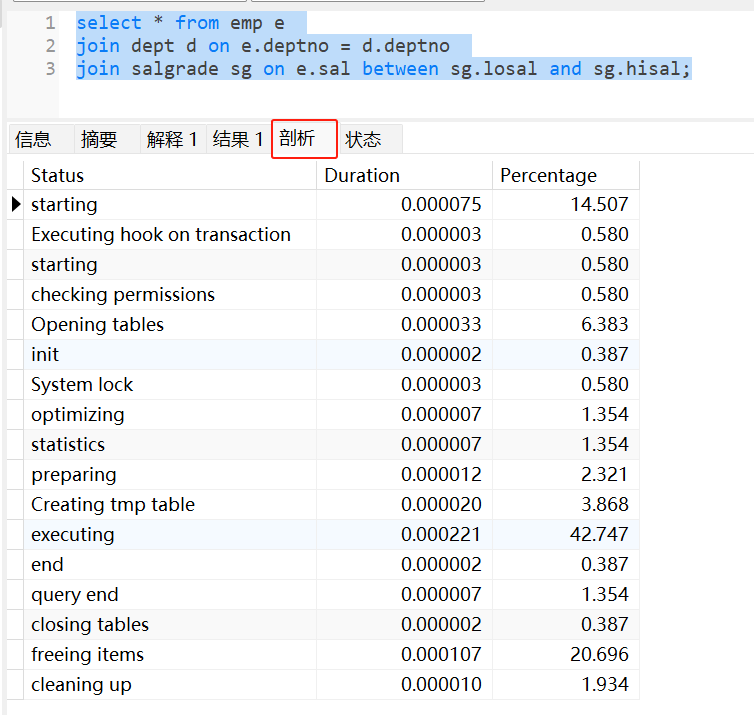 1 select * from emp e
2 join dept d on e.deptno = d.deptno
3 join salgrade sg on e.sal between sg.losal and sg.hisal;
信息 摘要 解释 1 结果 1 剖析 状态
Status Duration Percentage
starting 0.000075 14.507
Executing hook on transaction 0.000003 0.580
starting 0.000003 0.580
checking permissions 0.000003 0.580
Opening tables 0.000033 6.383
init 0.000002 0.387
System lock 0.000003 0.580
optimizing 0.000007 1.354
statistics 0.000007 1.354
preparing 0.000012 2.321
Creating tmp table 0.000020 3.868
executing 0.000221 42.747
end 0.000002 0.387
query end 0.000007 1.354
closing tables 0.000002 0.387
freeing items 0.000107 20.696
cleaning up 0.000010 1.934